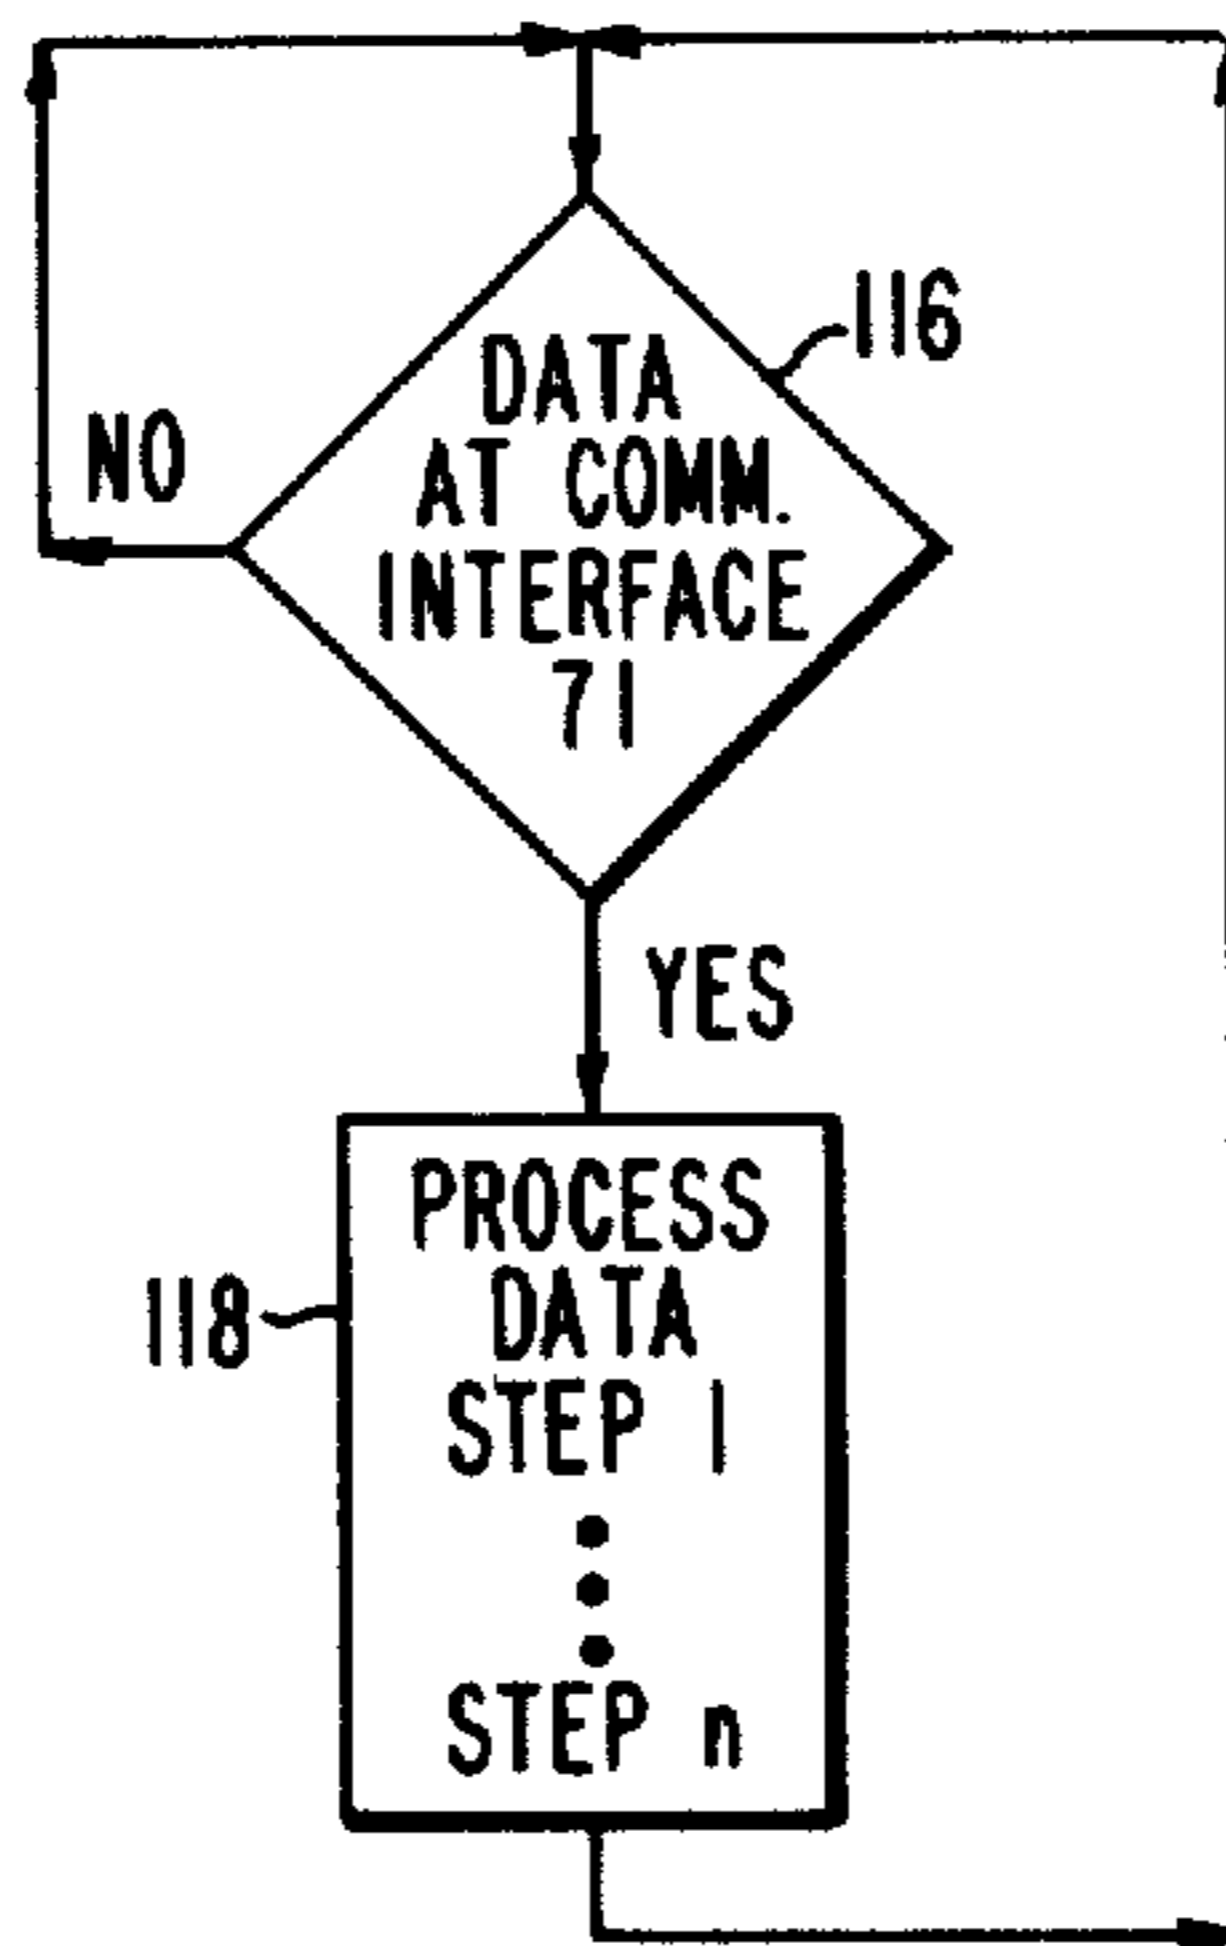 116
DATA
AT COMM.
INTERFACE
71
NO
YES
118
PROCESS
DATA
STEP 1
STEP n